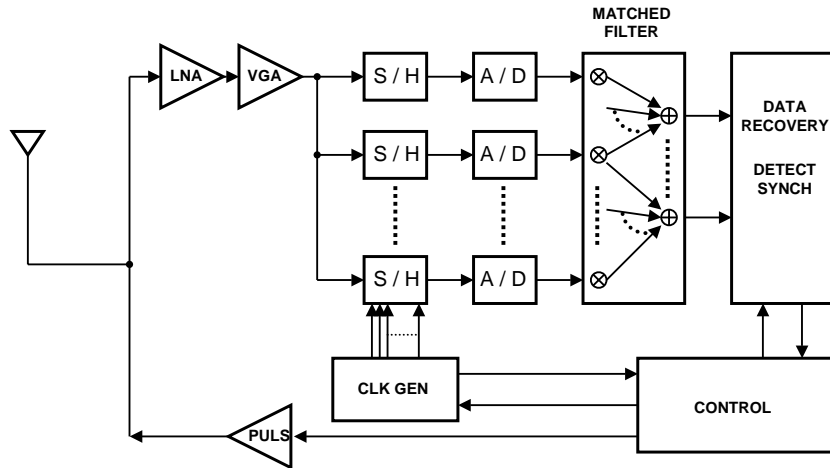 MATCHED
FILTER
LNA
VGA
S / H
A / D
S / H
A / D
S / H
A / D
DATA
RECOVERY
DETECT
SYNCH
CLK GEN
CONTROL
PULS